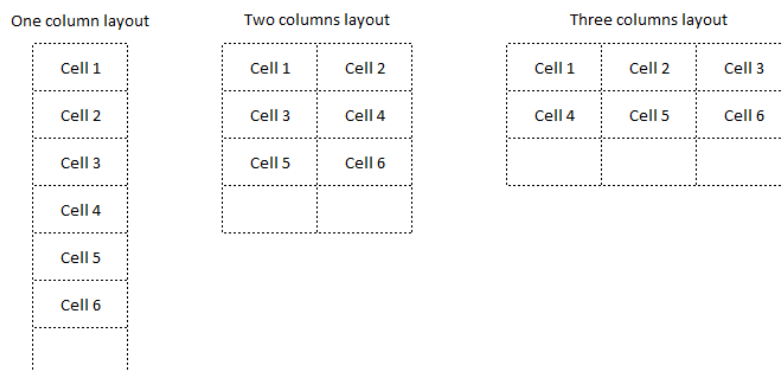 One column layout
Cell 1
Cell 2
Cell 3
Cell 4
Cell 5
Cell 6
Two columns layout
Cell 1 Cell 2
Cell 3 Cell 4
Cell 5 Cell 6
Three columns layout
Cell 1 Cell 2 Cell 3
Cell 4 Cell 5 Cell 6